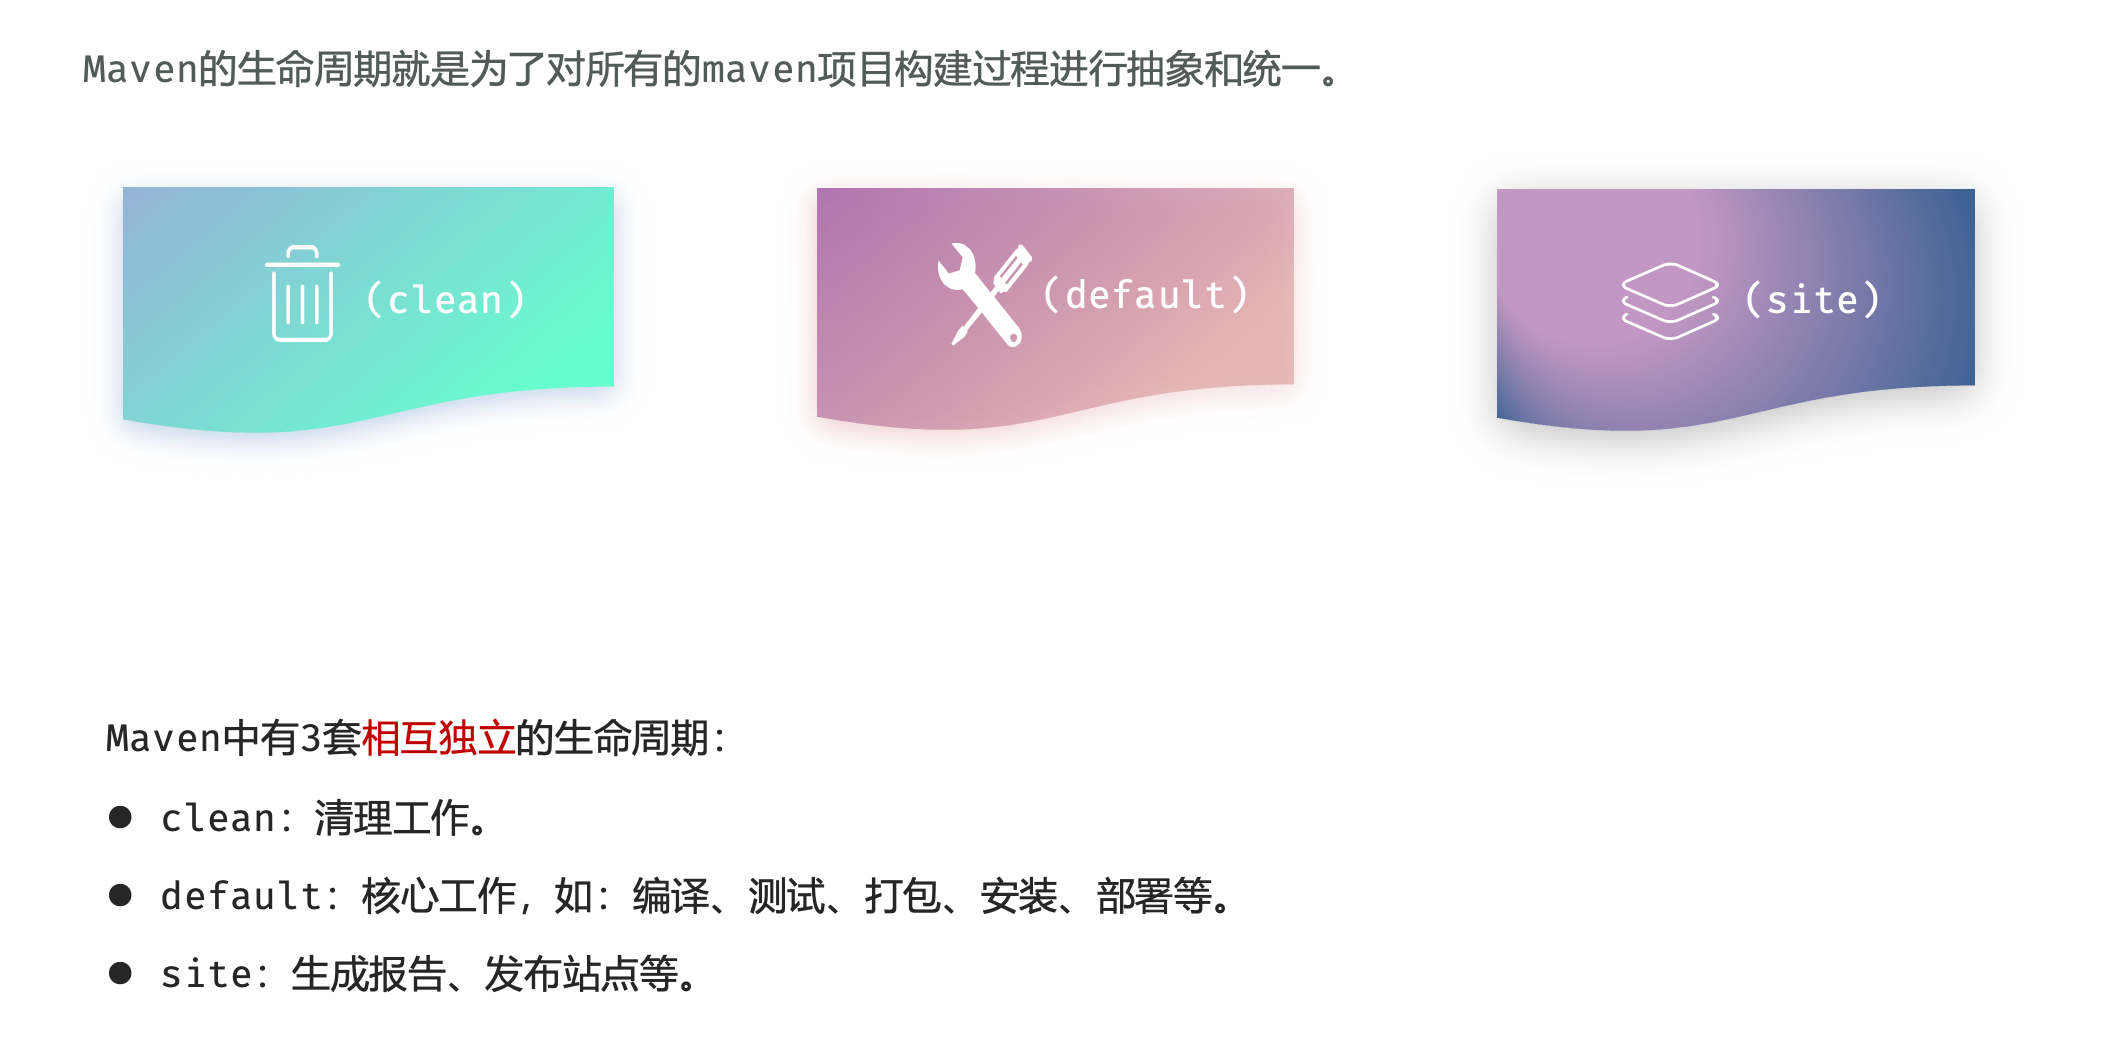 Maven的生命周期就是为了对所有的maven项目构建过程进行抽象和统一。
(clean)
(default)
(site)
Maven中有3套相互独立的生命周期：
● clean：清理工作。
● default：核心工作，如：编译、测试、打包、安装、部署等。
● site：生成报告、发布站点等。